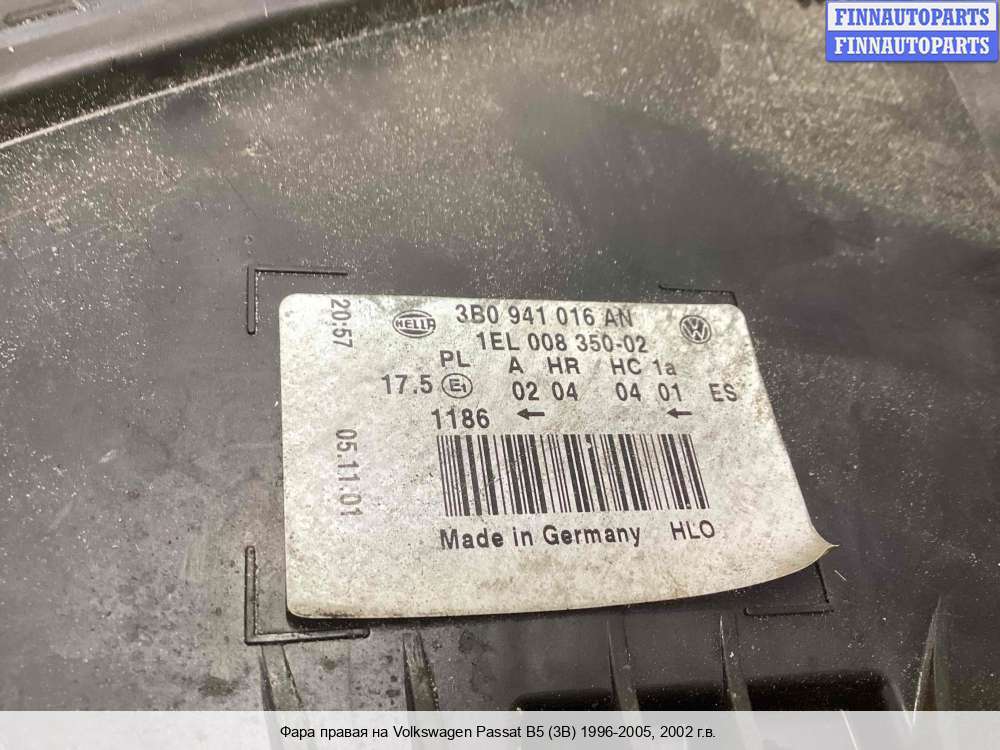 FINNAUTOPARTS
FINNAUTOPARTS
20:57
05.11.01
HELLA
3B0 941 016 AN
VW
1EL 008 350-02
PL A HR HC 1a
17.5 E1 02 04 04 01 ES
1186 ← ←
Made in Germany HLO
Фара правая на Volkswagen Passat B5 (3B) 1996-2005, 2002 г.в.